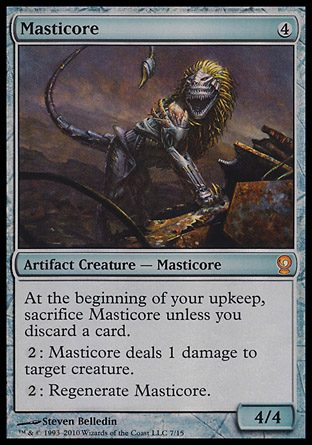 Masticore 4
Artifact Creature — Masticore
At the beginning of your upkeep,
sacrifice Masticore unless you
discard a card.
2: Masticore deals 1 damage to
target creature.
2: Regenerate Masticore.
Steven Belledin
™ & © 1993–2010 Wizards of the Coast LLC 7/15
4/4